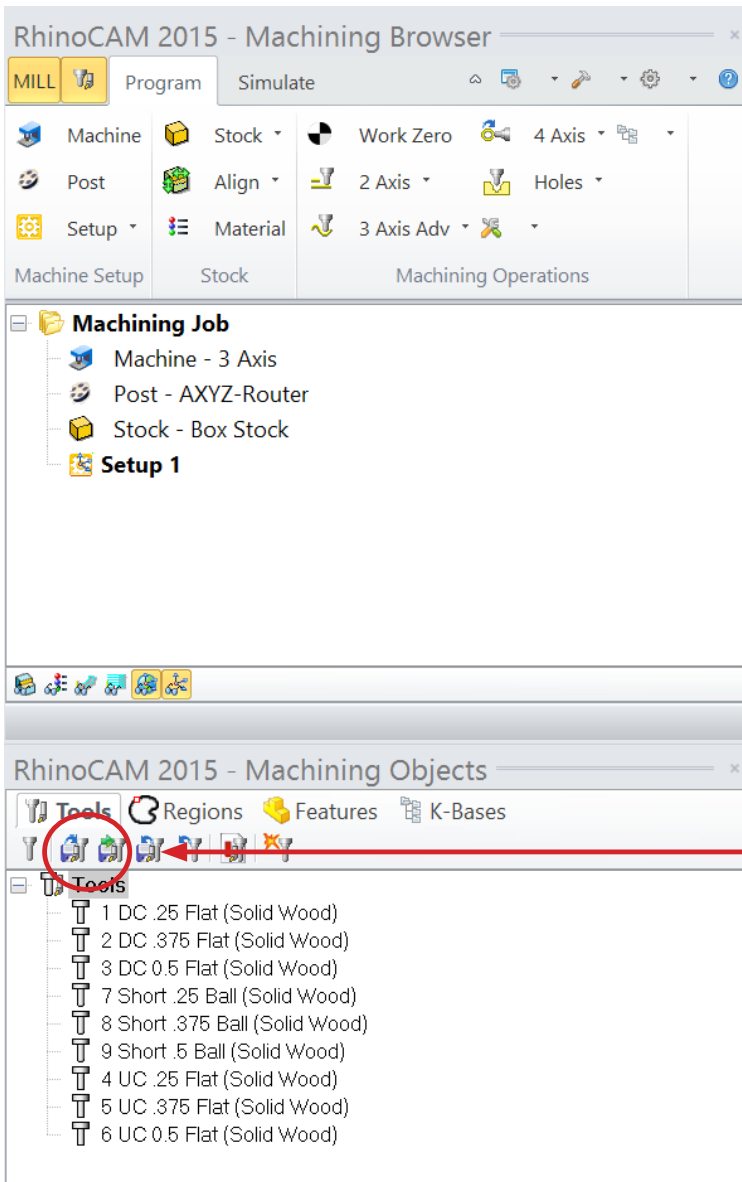 RhinoCAM 2015 - Machining Browser
MILL Program Simulate
Machine Stock Work Zero 4 Axis
Post Align 2 Axis Holes
Setup Material 3 Axis Adv
Machine Setup Stock Machining Operations
Machining Job
Machine - 3 Axis
Post - AXYZ-Router
Stock - Box Stock
Setup 1
RhinoCAM 2015 - Machining Objects
Tools Regions Features K-Bases
Tools
1 DC .25 Flat (Solid Wood)
2 DC .375 Flat (Solid Wood)
3 DC 0.5 Flat (Solid Wood)
7 Short .25 Ball (Solid Wood)
8 Short .375 Ball (Solid Wood)
9 Short .5 Ball (Solid Wood)
4 UC .25 Flat (Solid Wood)
5 UC .375 Flat (Solid Wood)
6 UC 0.5 Flat (Solid Wood)